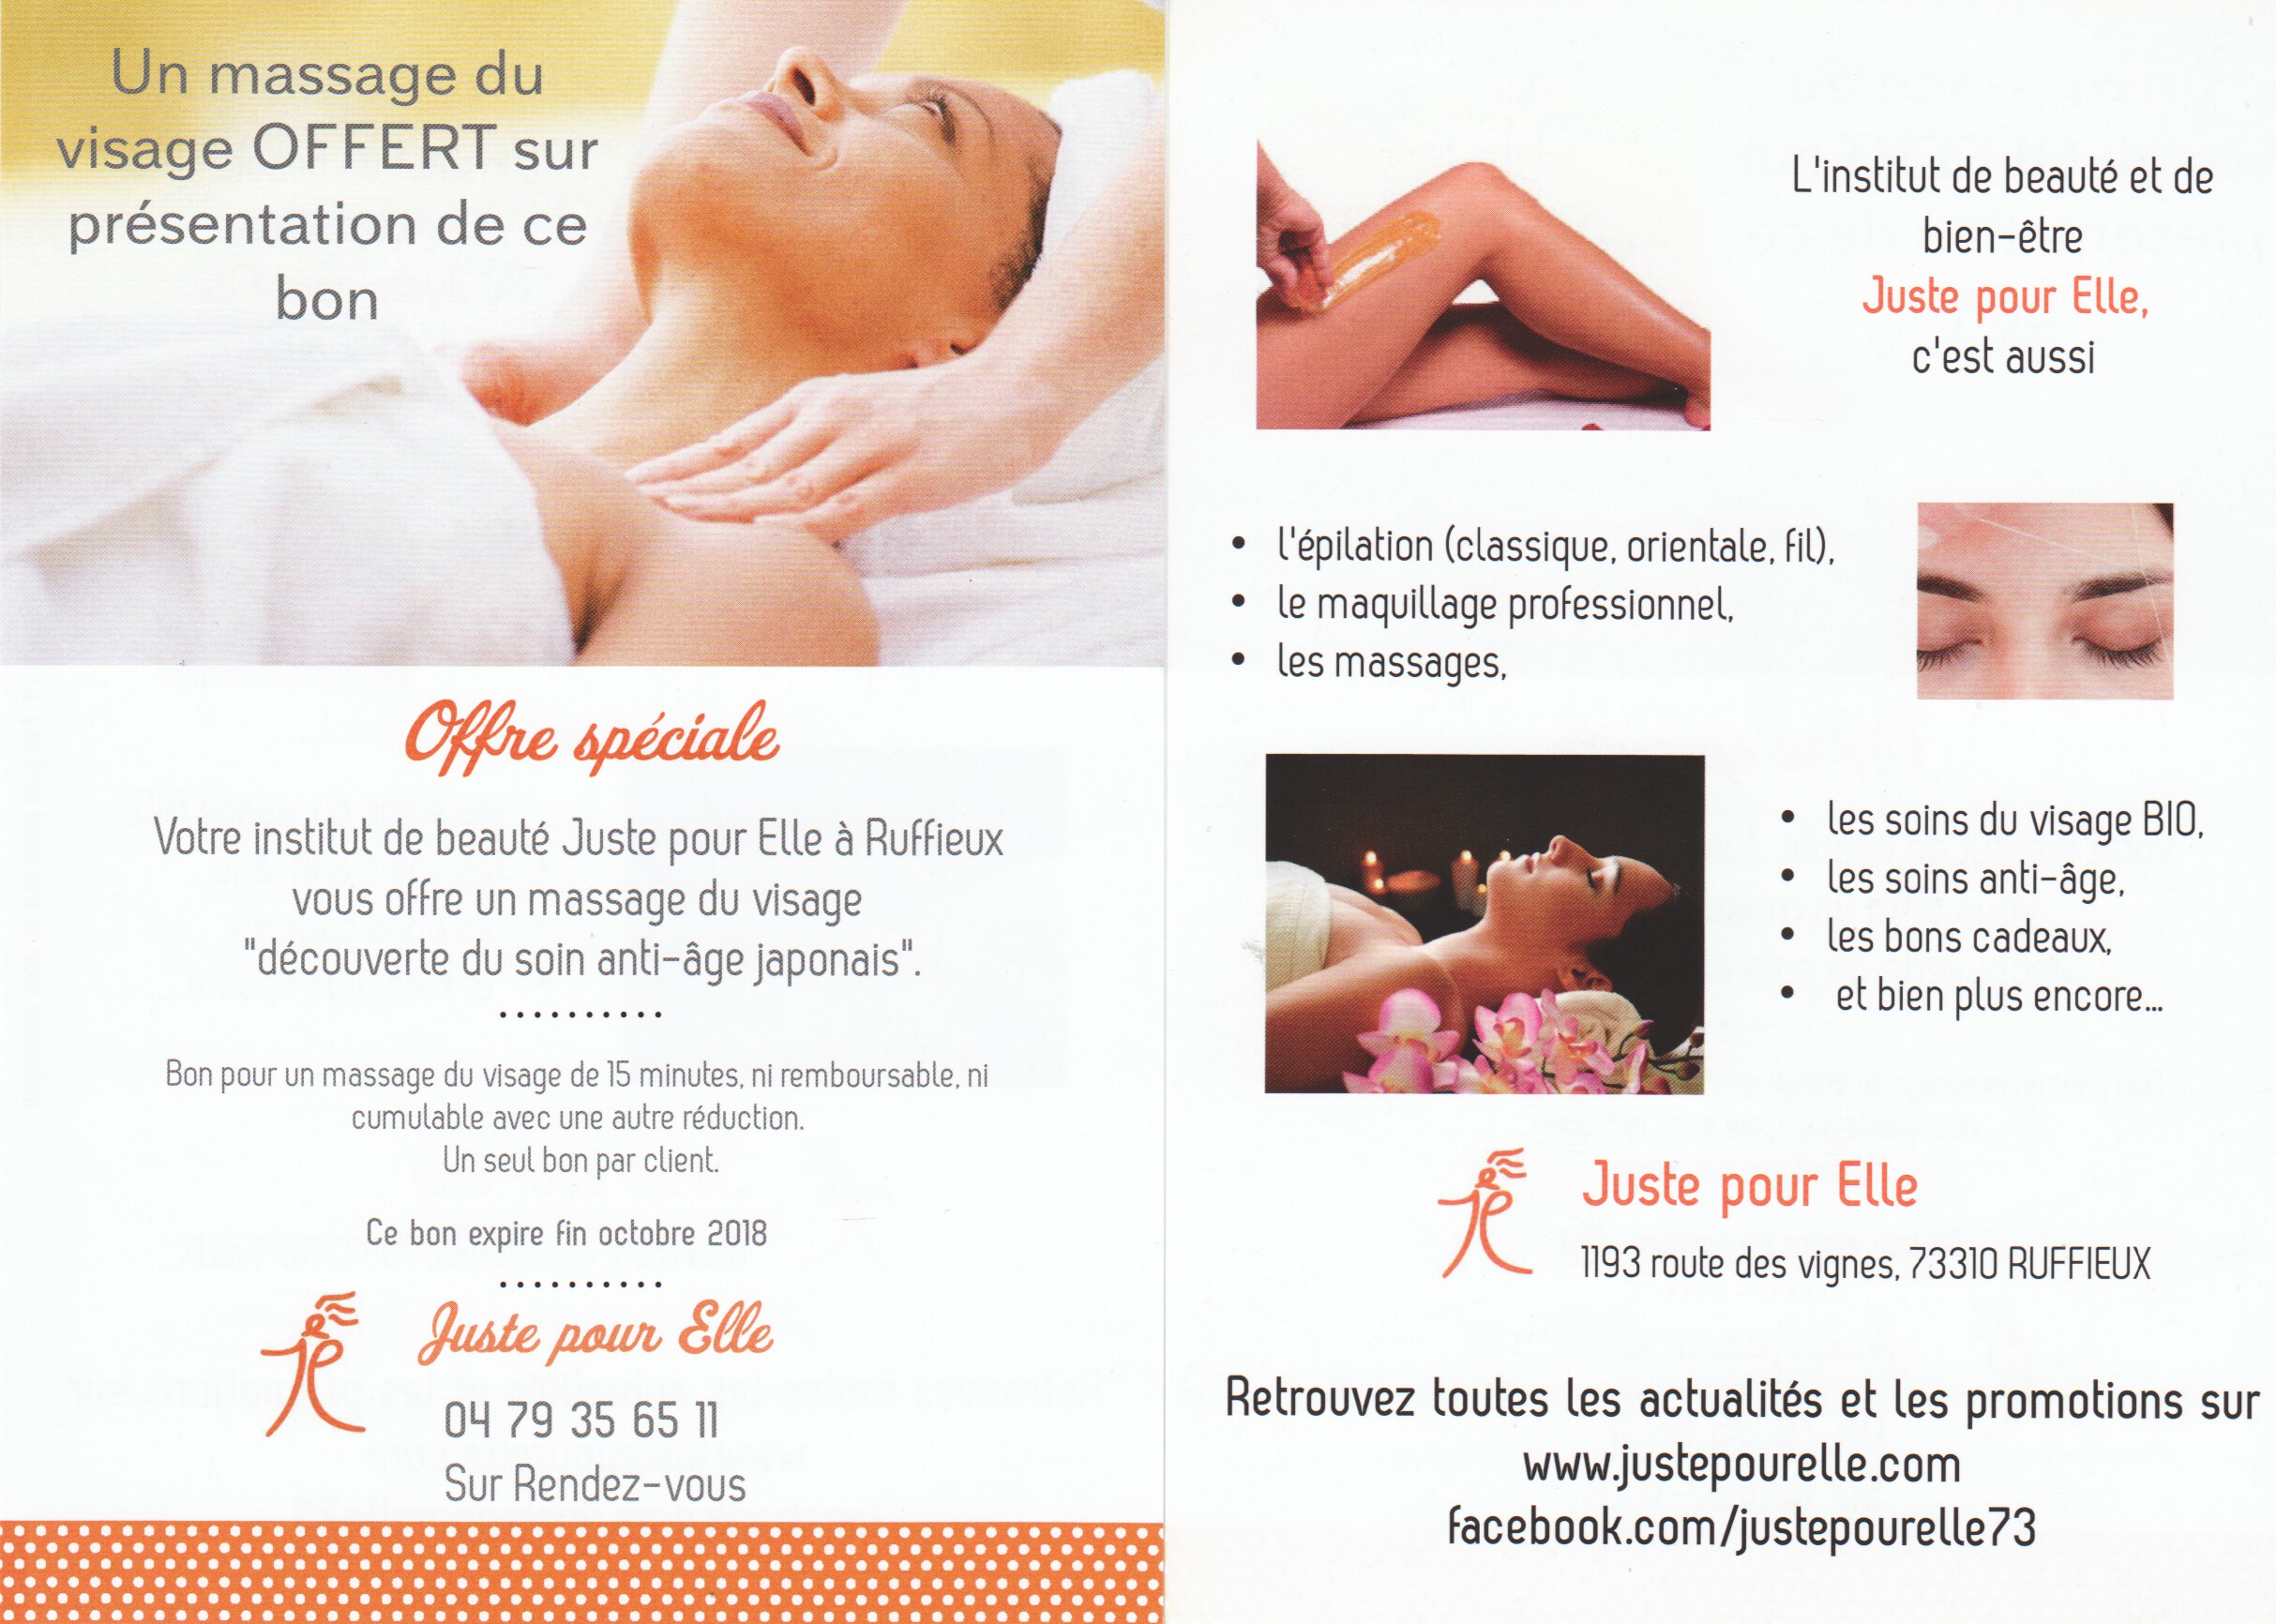 Un massage du
visage OFFERT sur
présentation de ce
bon
Offre spéciale
Votre institut de beauté Juste pour Elle à Ruffieux
vous offre un massage du visage
"découverte du soin anti-âge japonais".
..........
Bon pour un massage du visage de 15 minutes, ni remboursable, ni
cumulable avec une autre réduction.
Un seul bon par client.
Ce bon expire fin octobre 2018
..........
Juste pour Elle
04 79 35 65 11
Sur Rendez-vous
L'institut de beauté et de
bien-être
Juste pour Elle,
c'est aussi
• l'épilation (classique, orientale, fil),
• le maquillage professionnel,
• les massages,
• les soins du visage BIO,
• les soins anti-âge,
• les bons cadeaux,
• et bien plus encore...
Juste pour Elle
1193 route des vignes, 73310 RUFFIEUX
Retrouvez toutes les actualités et les promotions sur
www.justepourelle.com
facebook.com/justepourelle73